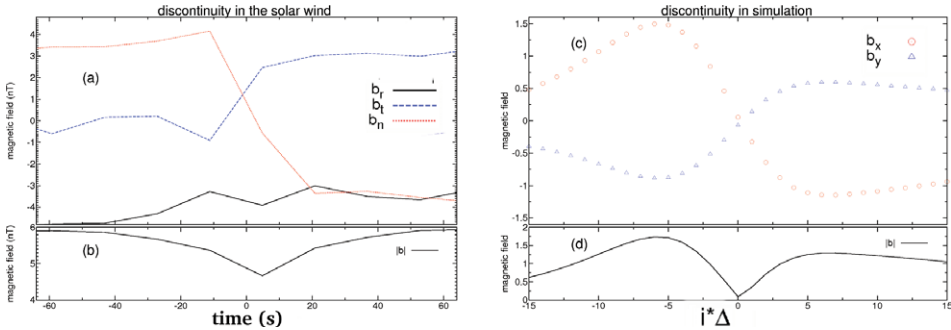 discontinuity in the solar wind
magnetic field (nT)
4
3
2
1
0
-1
-2
-3
-4
(a)
b_r
b_t
b_n
magnetic field (nT)
6
5
4
(b)
|b|
-60
-40
-20
0
20
40
60
time (s)
discontinuity in simulation
magnetic field
1.5
1
0.5
0
-0.5
-1
-1.5
(c)
b_x
b_y
magnetic field
2
1.5
1
0.5
0
(d)
|b|
-15
-10
-5
0
5
10
15
i*Δ